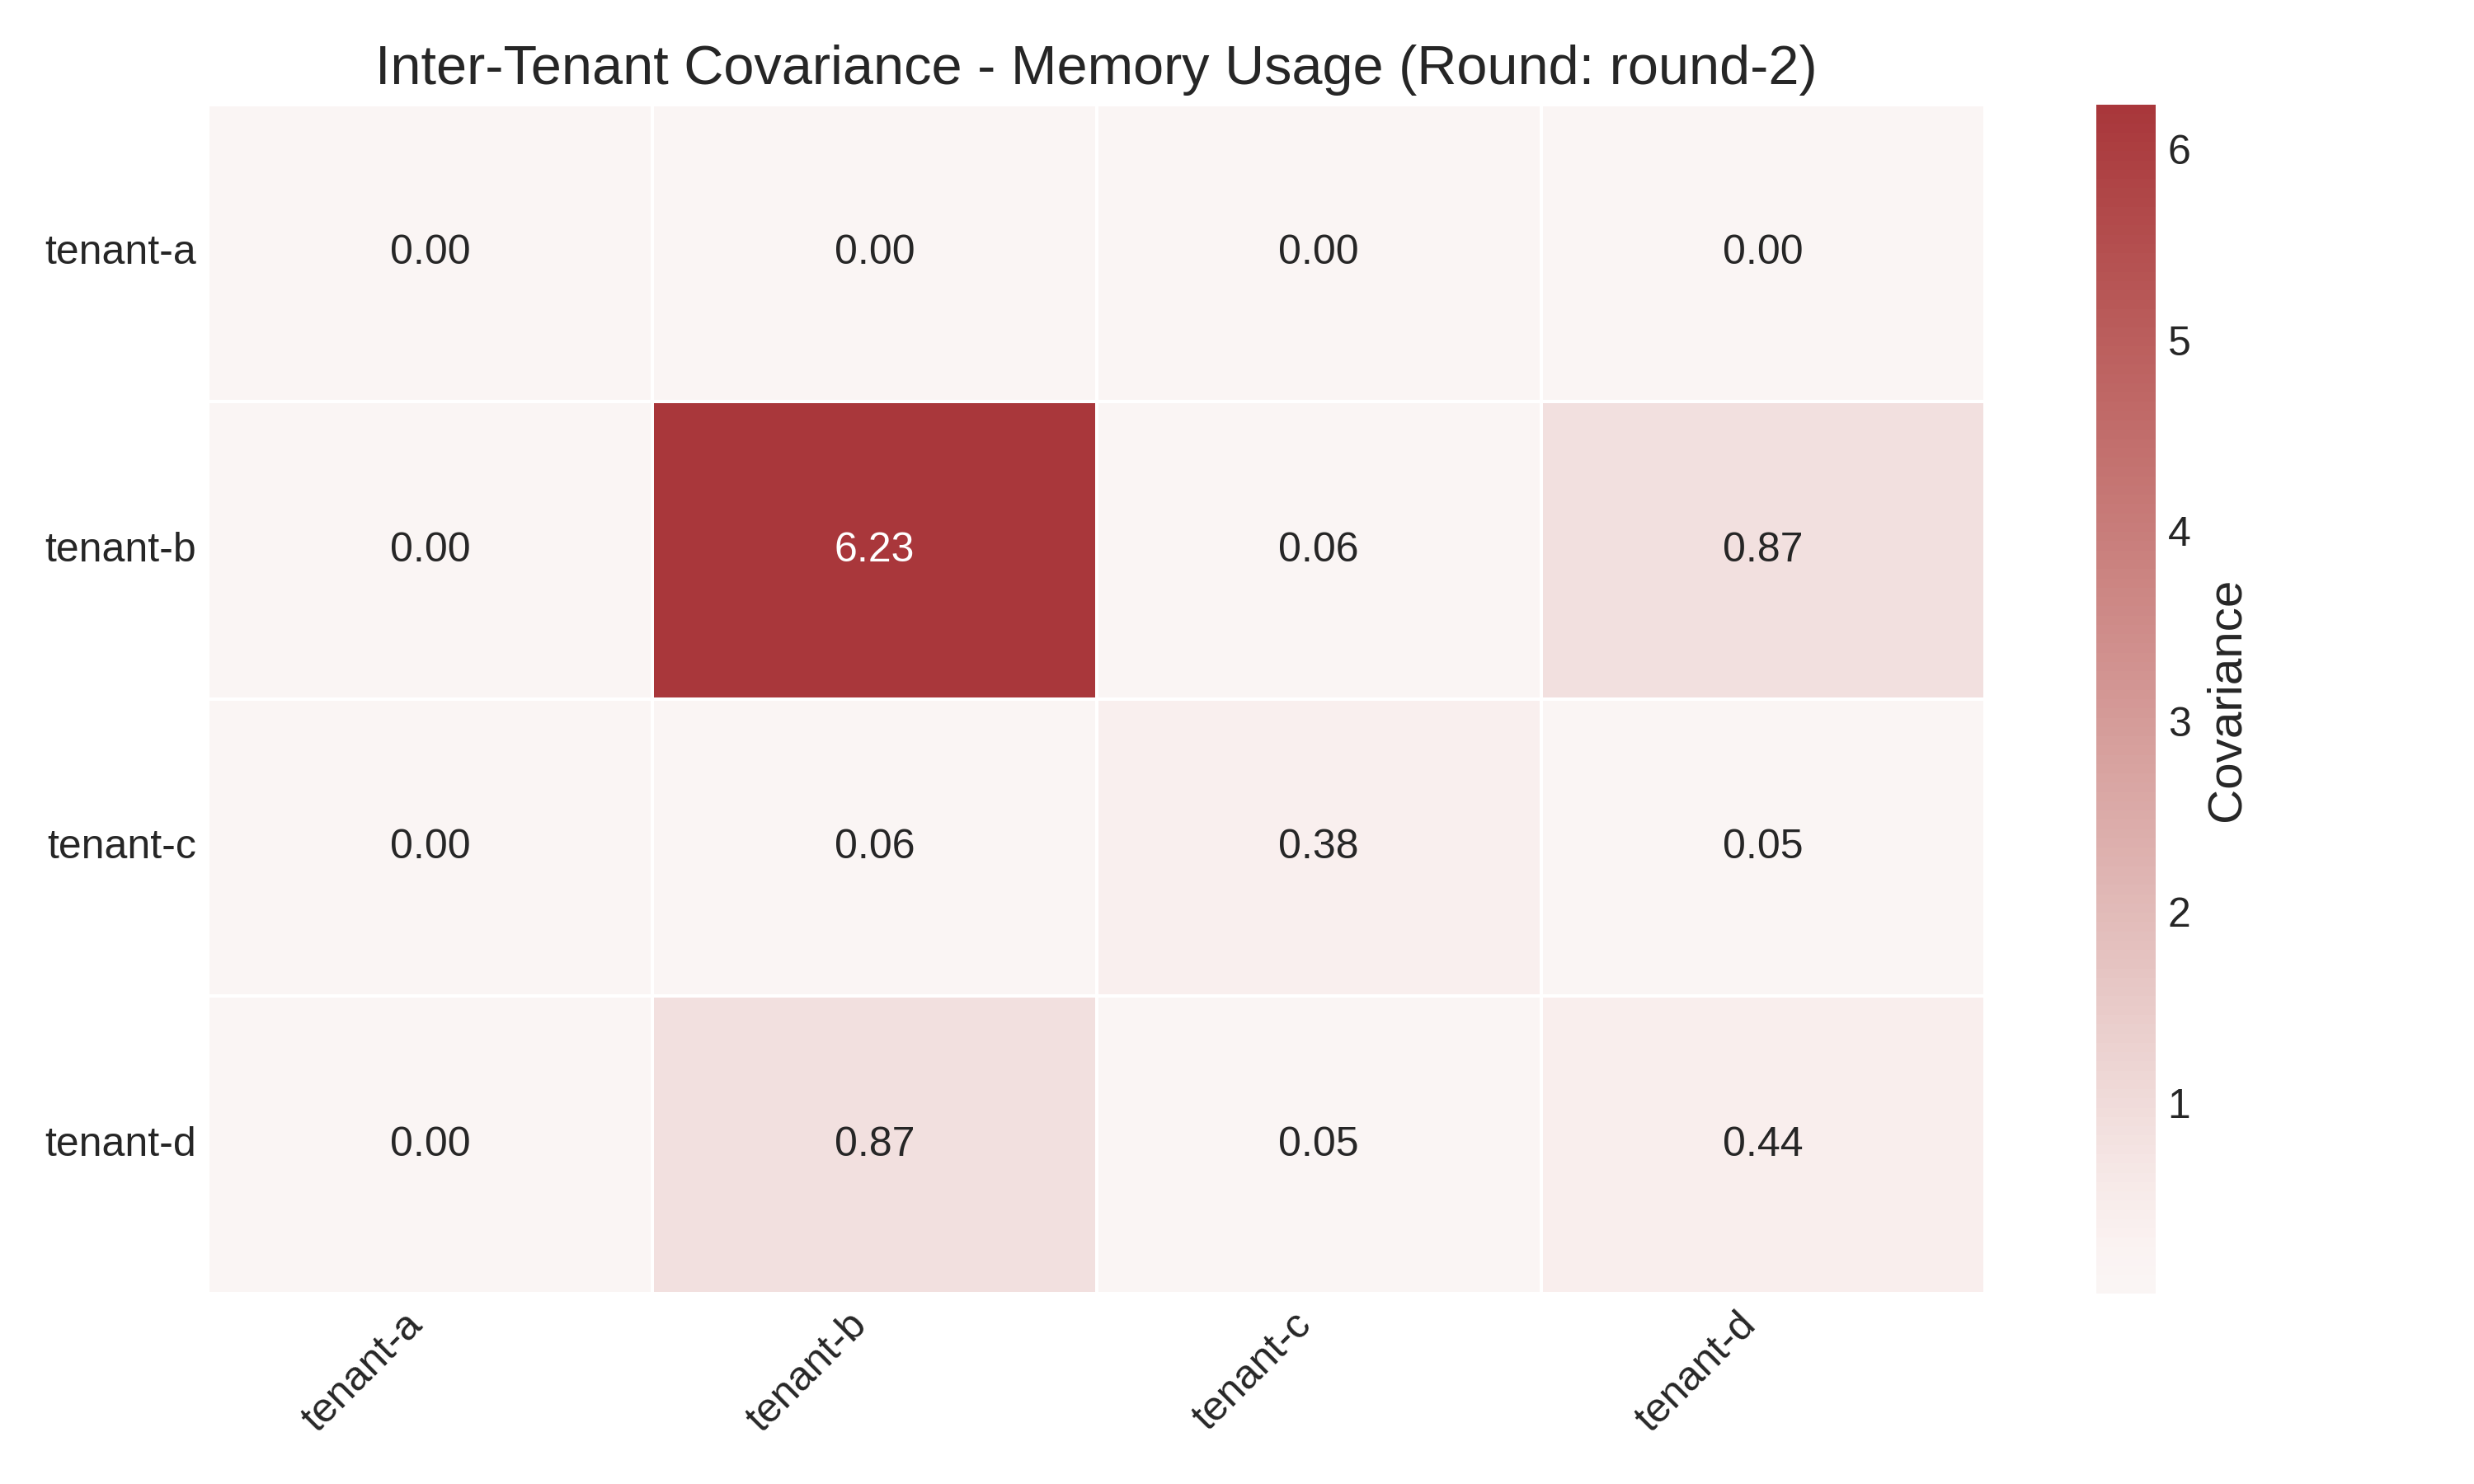 Inter-Tenant Covariance - Memory Usage (Round: round-2)
tenant-a 0.00 0.00 0.00 0.00
tenant-b 0.00 6.23 0.06 0.87
tenant-c 0.00 0.06 0.38 0.05
tenant-d 0.00 0.87 0.05 0.44
tenant-a tenant-b tenant-c tenant-d
6
5
4
3
2
1
Covariance